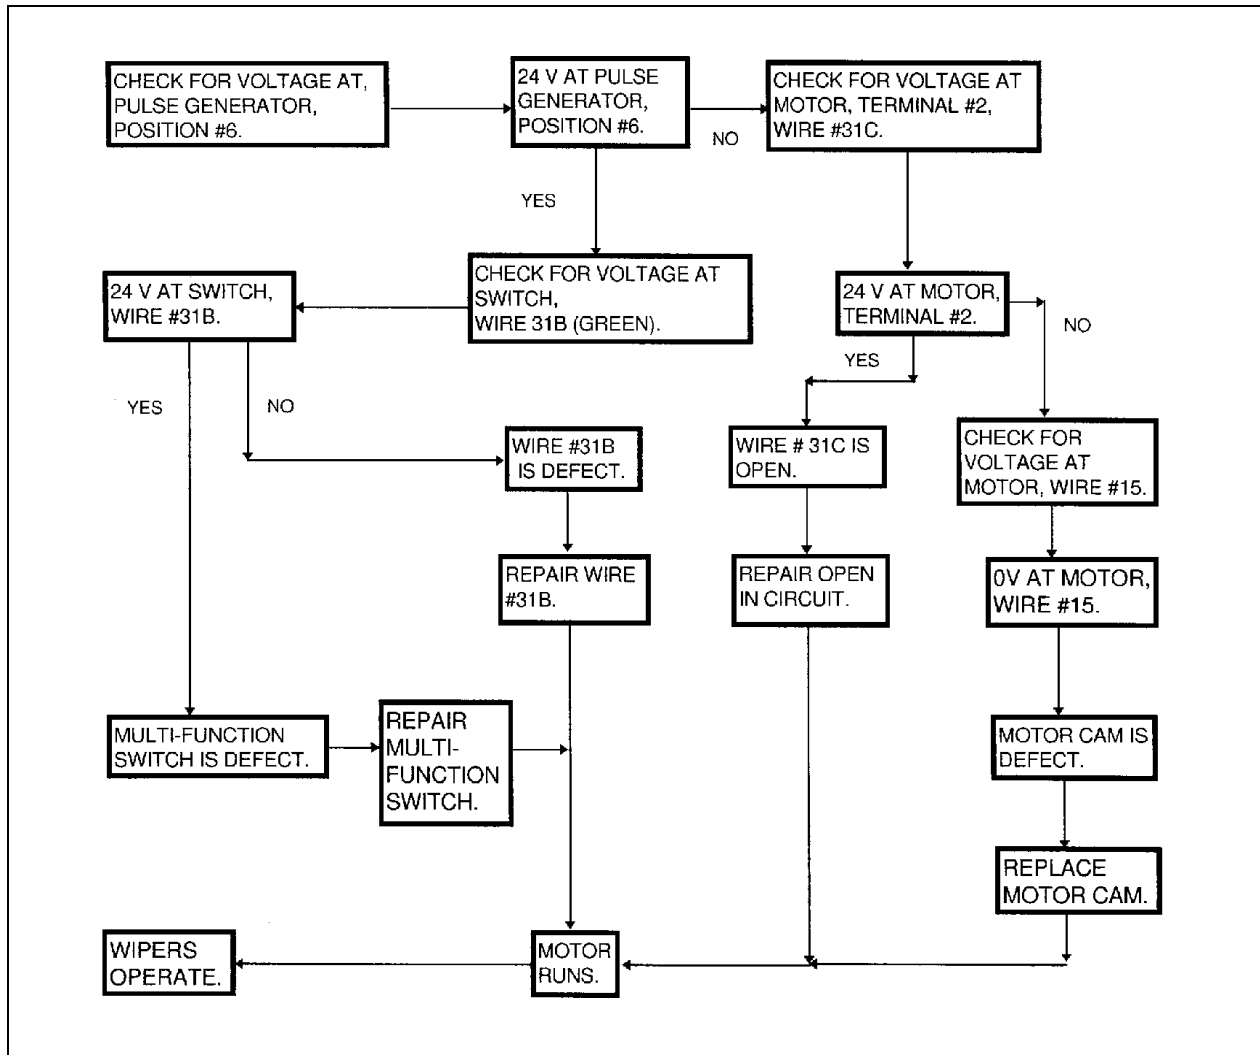 CHECK FOR VOLTAGE AT,
PULSE GENERATOR,
POSITION #6.
24 V AT PULSE
GENERATOR,
POSITION #6.
NO
CHECK FOR VOLTAGE AT
MOTOR, TERMINAL #2,
WIRE #31C.
YES
24 V AT SWITCH,
WIRE #31B.
CHECK FOR VOLTAGE AT
SWITCH,
WIRE 31B (GREEN).
24 V AT MOTOR,
TERMINAL #2.
NO
YES
YES
NO
WIRE #31B
IS DEFECT.
WIRE # 31C IS
OPEN.
CHECK FOR
VOLTAGE AT
MOTOR, WIRE #15.
REPAIR WIRE
#31B.
REPAIR OPEN
IN CIRCUIT.
0V AT MOTOR,
WIRE #15.
MULTI-FUNCTION
SWITCH IS DEFECT.
REPAIR
MULTI-
FUNCTION
SWITCH.
MOTOR CAM IS
DEFECT.
REPLACE
MOTOR CAM.
WIPERS
OPERATE.
MOTOR
RUNS.